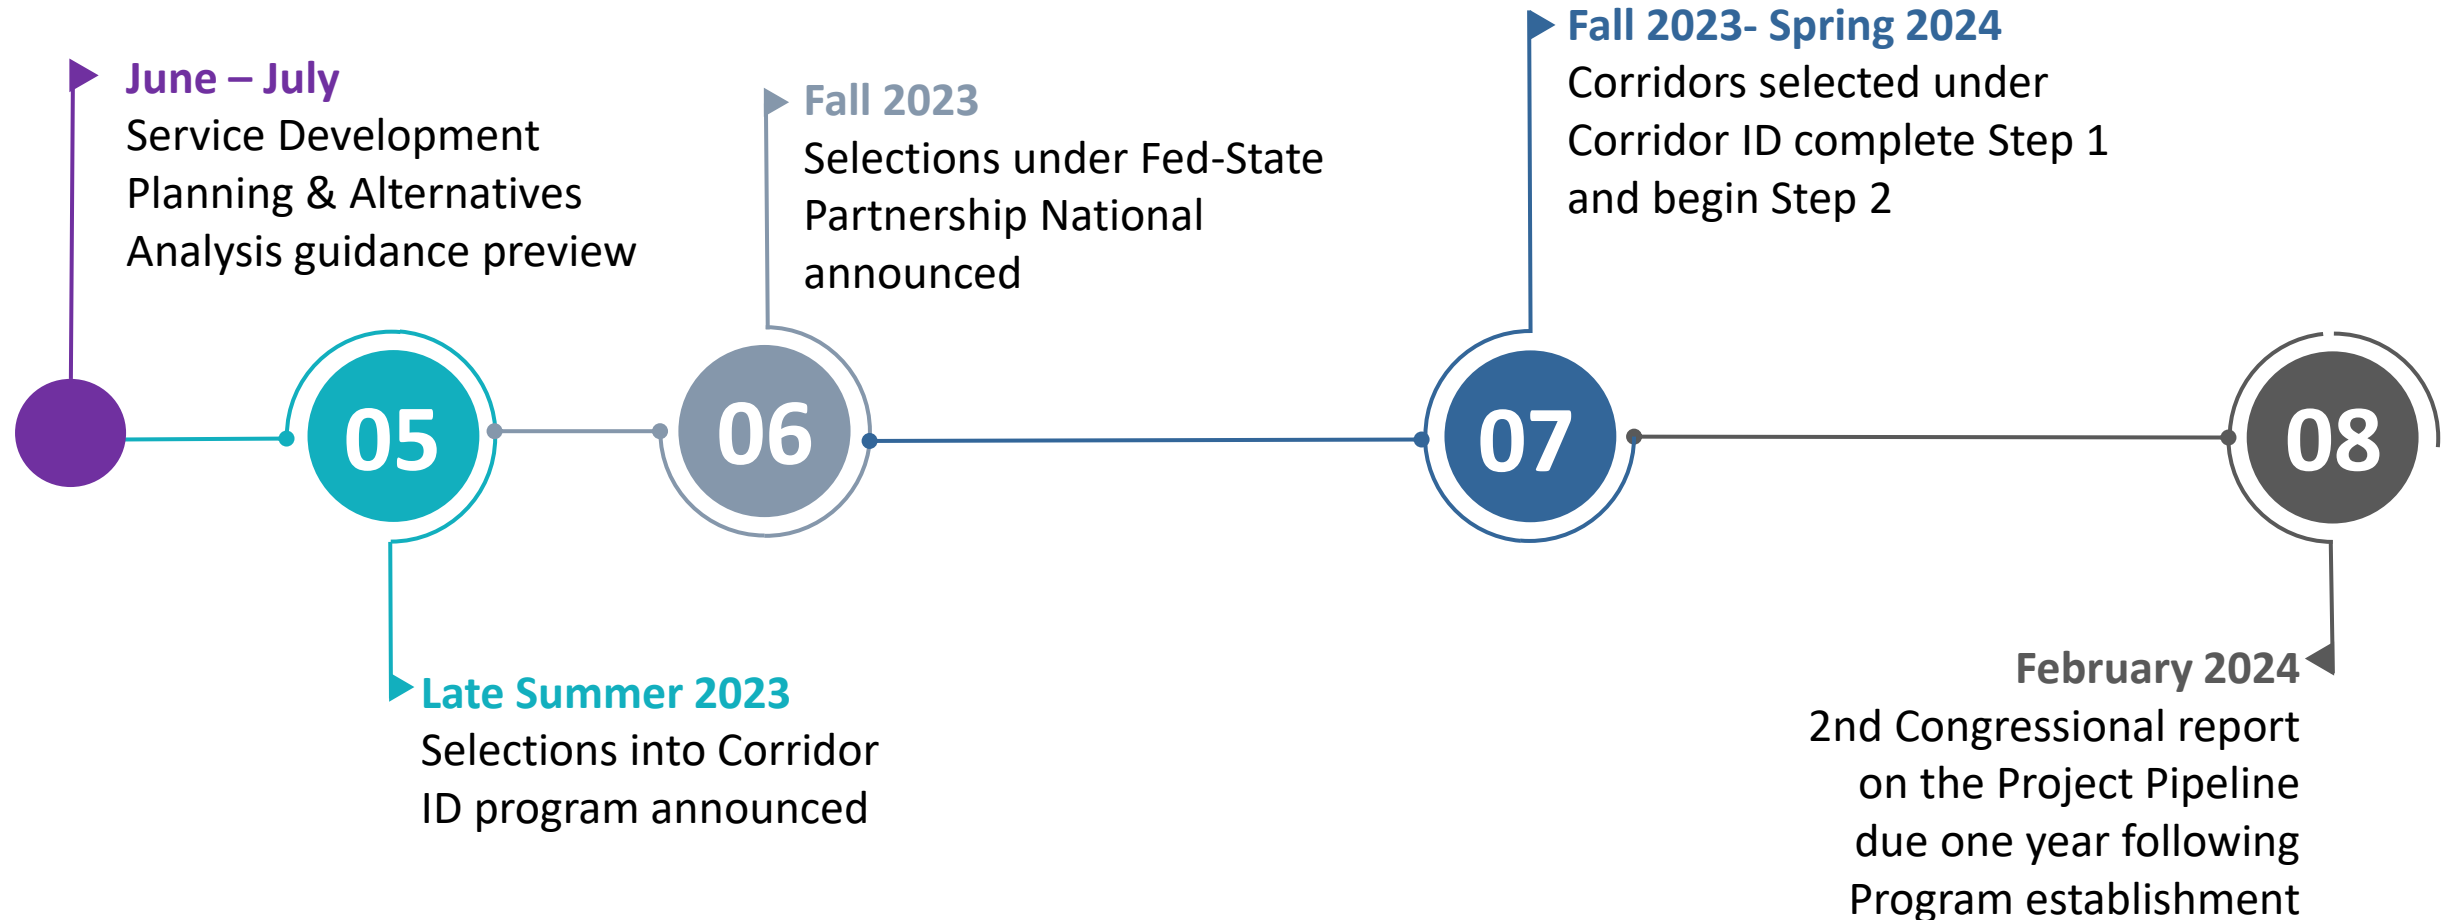 June – July
Service Development
Planning & Alternatives
Analysis guidance preview
Fall 2023
Selections under Fed-State
Partnership National
announced
Fall 2023- Spring 2024
Corridors selected under
Corridor ID complete Step 1
and begin Step 2
05
06
07
08
Late Summer 2023
Selections into Corridor
ID program announced
February 2024
2nd Congressional report
on the Project Pipeline
due one year following
Program establishment